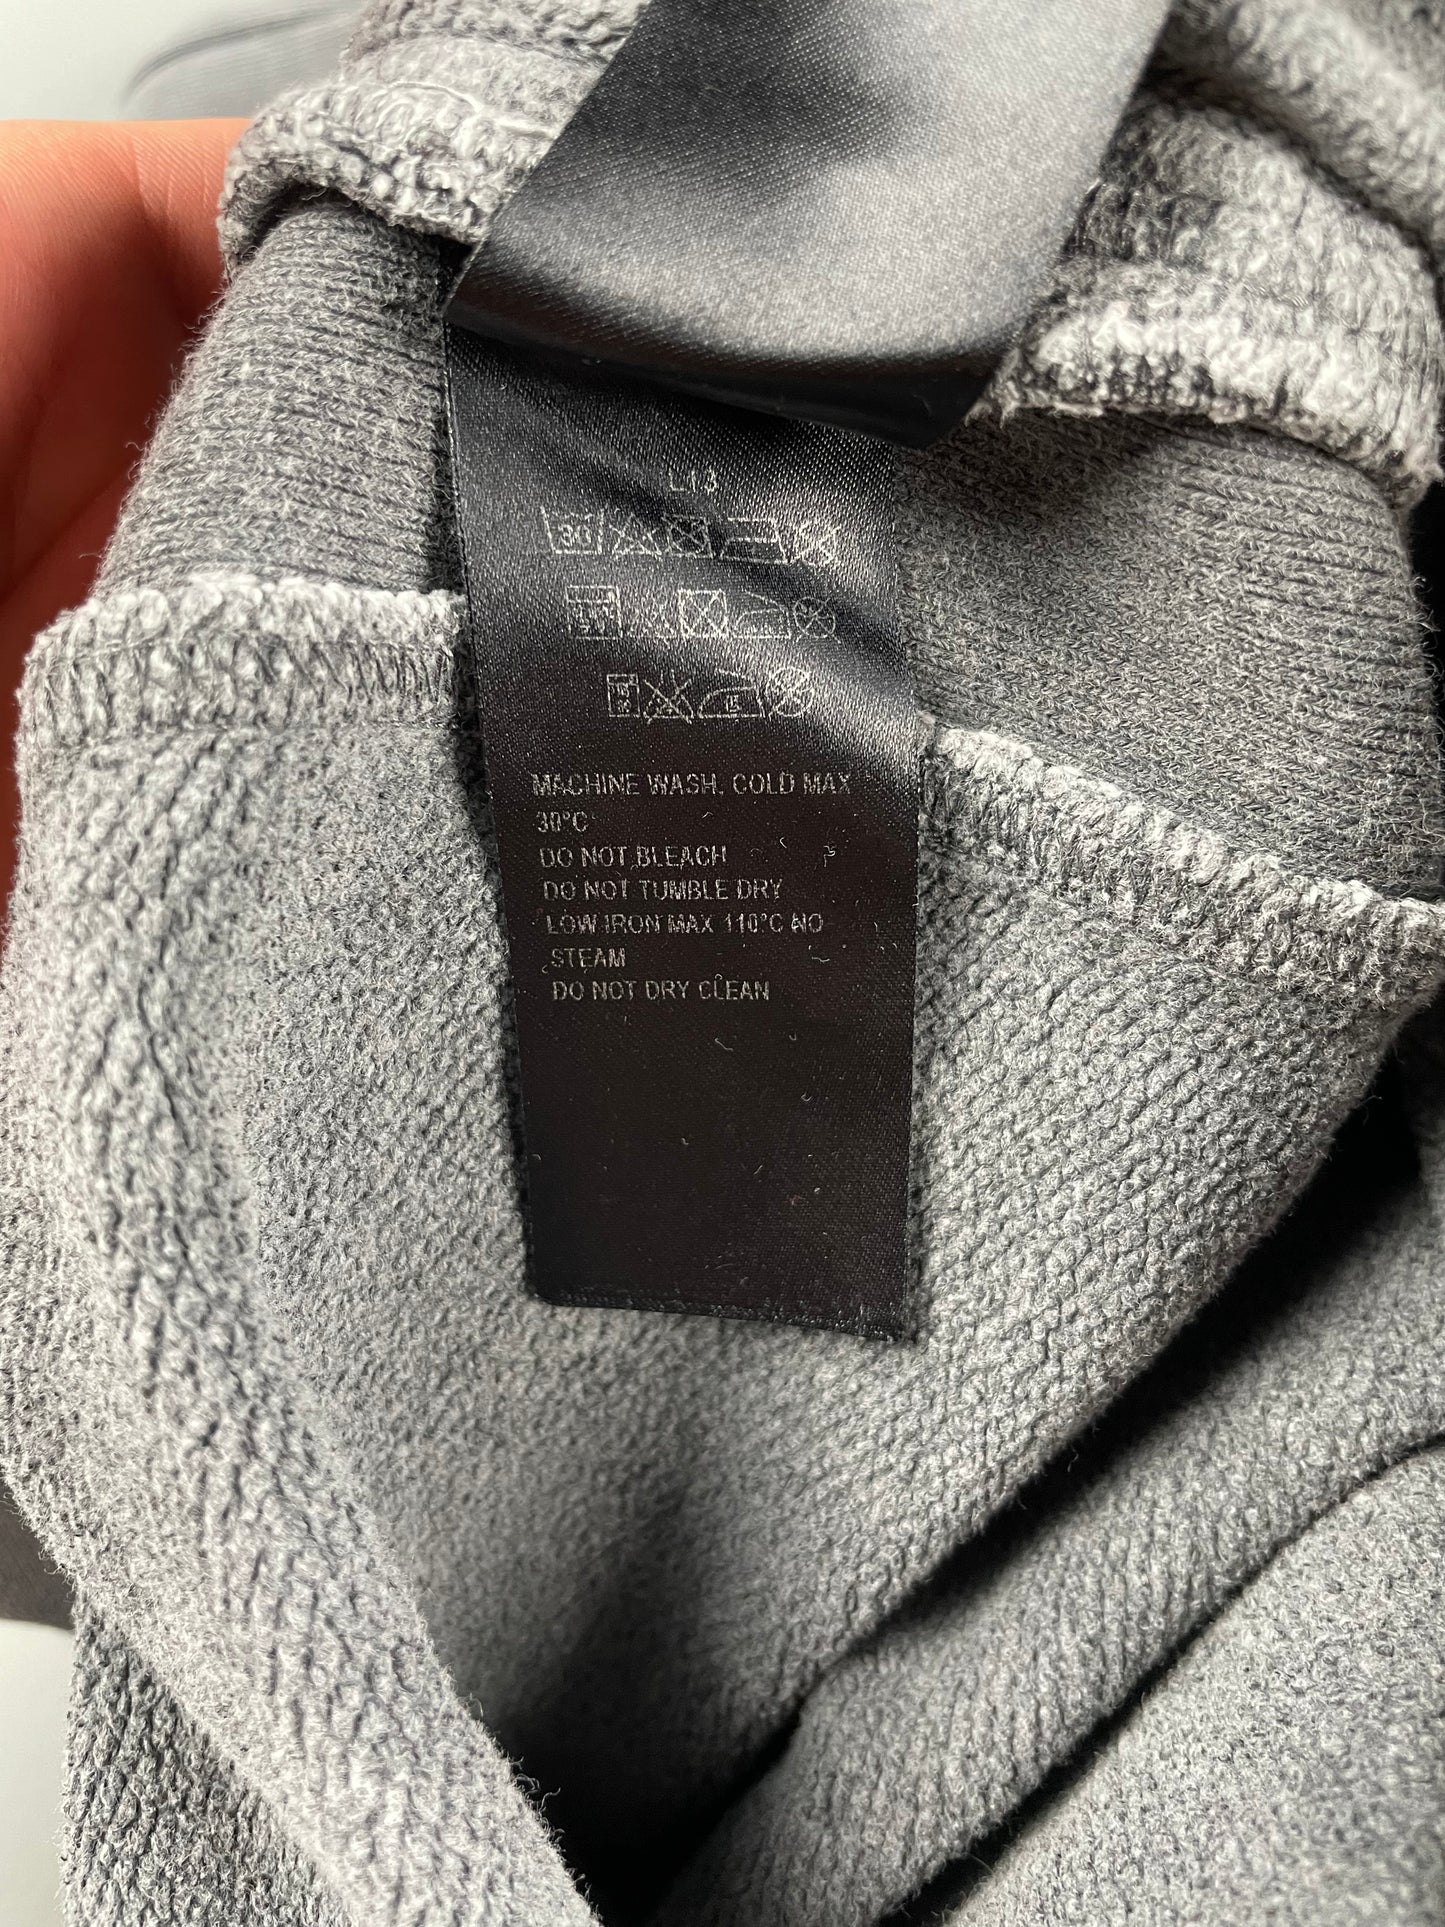 30
MACHINE WASH, COLD MAX
30°C
DO NOT BLEACH
DO NOT TUMBLE DRY
LOW IRON MAX 110°C NO
STEAM
DO NOT DRY CLEAN